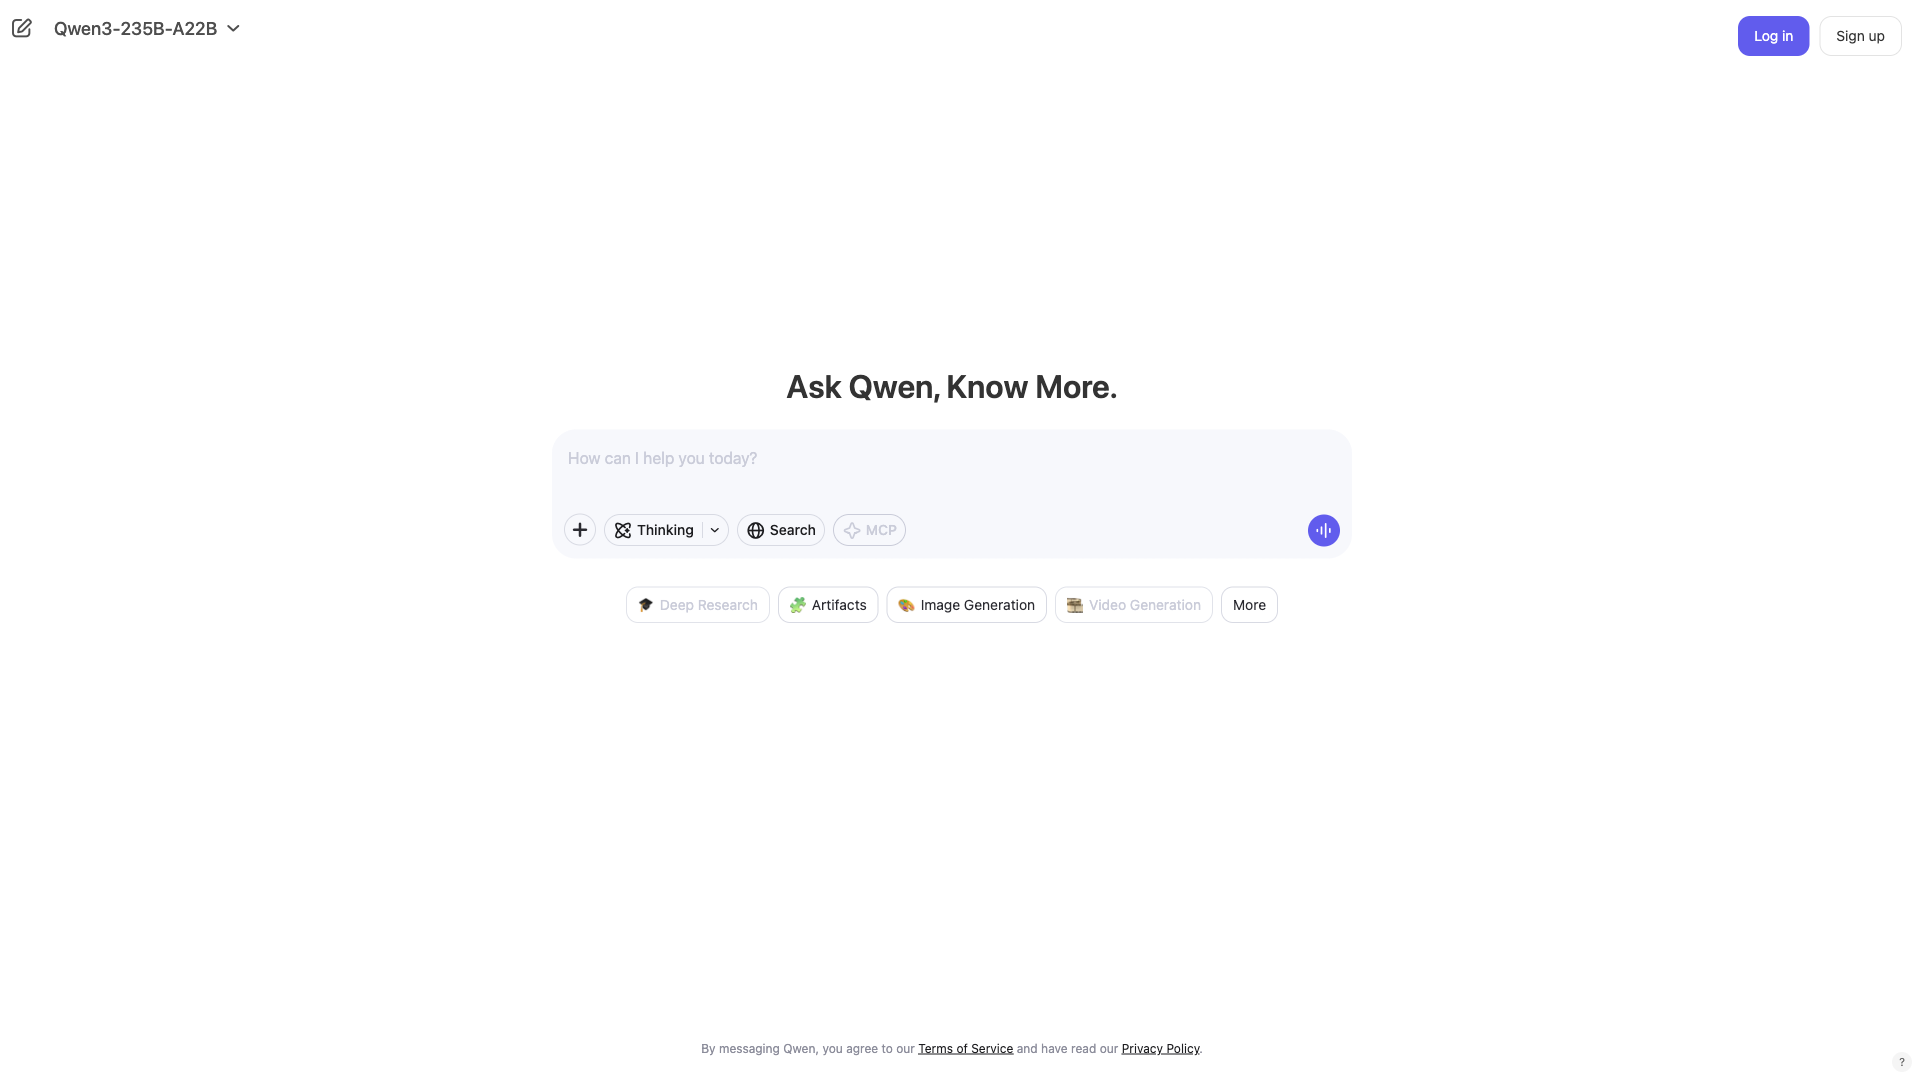 Qwen3-235B-A22B
Log in
Sign up
Ask Qwen, Know More.
How can I help you today?
Thinking
Search
MCP
Deep Research
Artifacts
Image Generation
Video Generation
More
By messaging Qwen, you agree to our Terms of Service and have read our Privacy Policy.
?